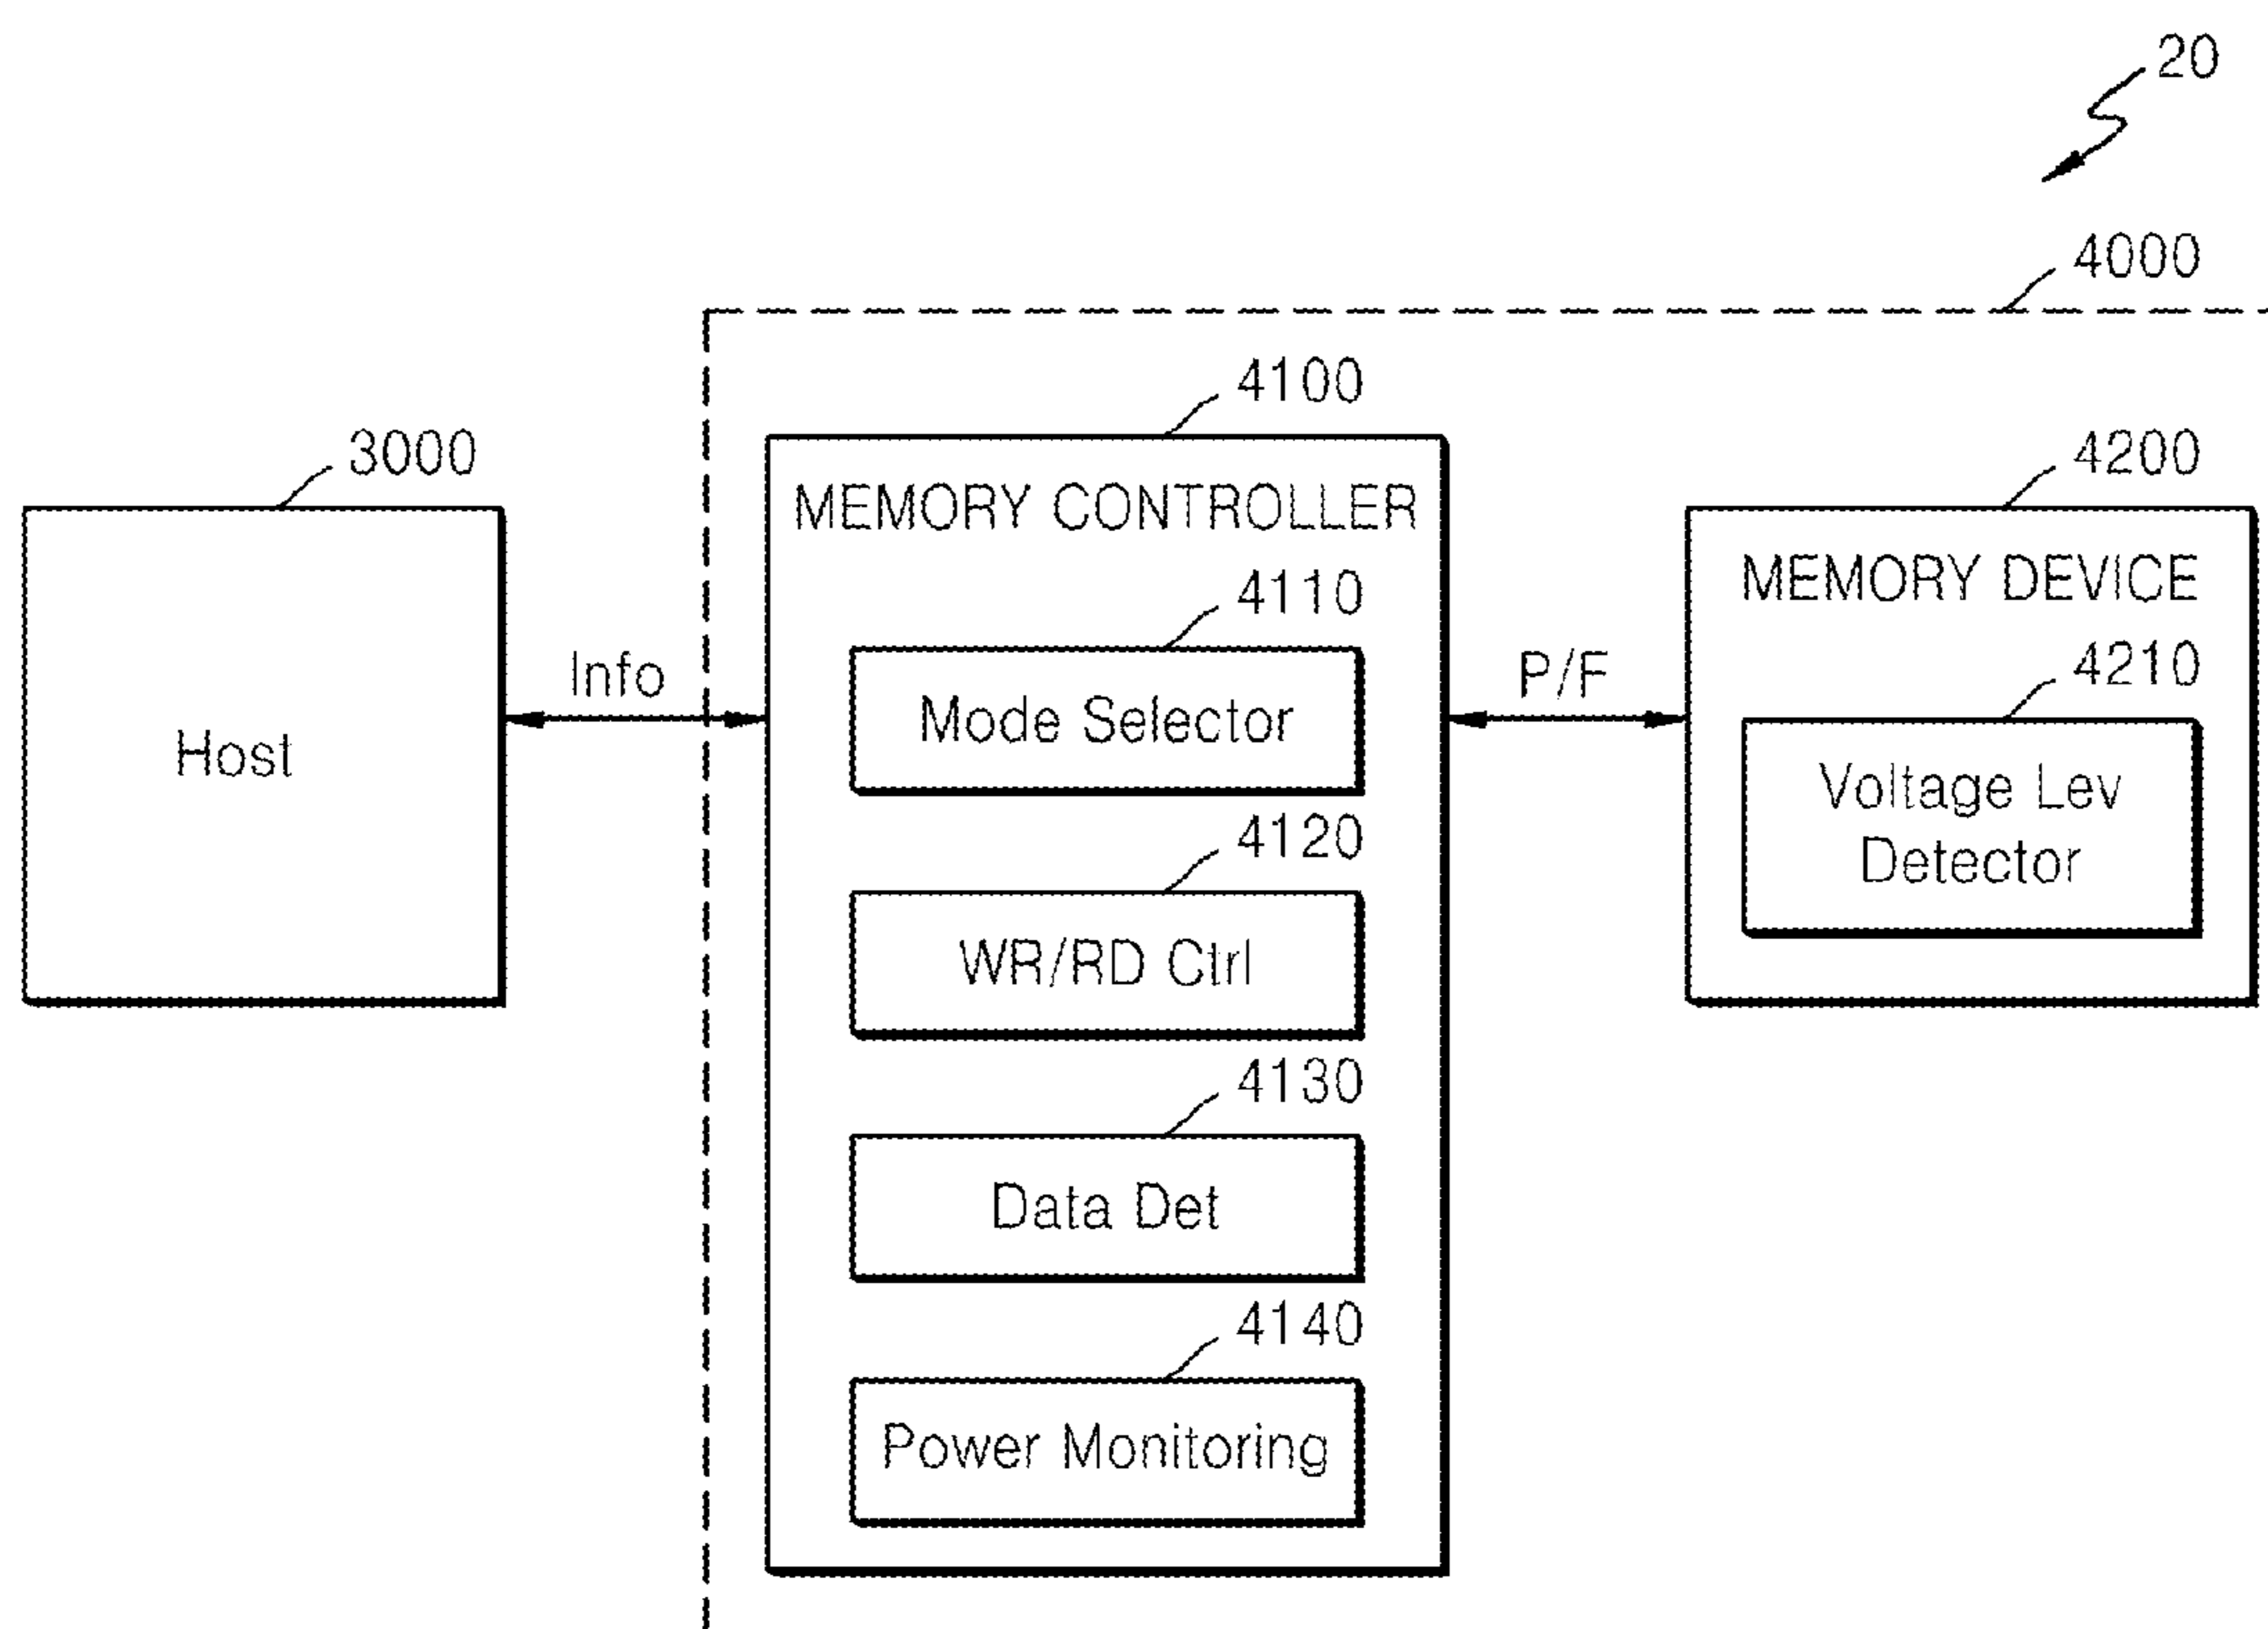 20
4000
4100
3000
4200
MEMORY CONTROLLER
MEMORY DEVICE
4110
4210
Info
P/F
Mode Selector
Host
Voltage Lev
Detector
4120
WR/RD Ctrl
4130
Data Det
4140
Power Monitoring